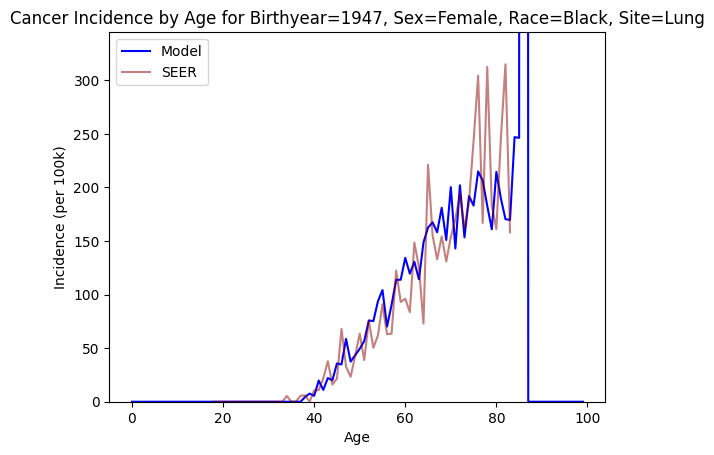 Cancer Incidence by Age for Birthyear=1947, Sex=Female, Race=Black, Site=Lung
Model
SEER
Incidence (per 100k)
300
250
200
150
100
50
0
0 20 40 60 80 100
Age